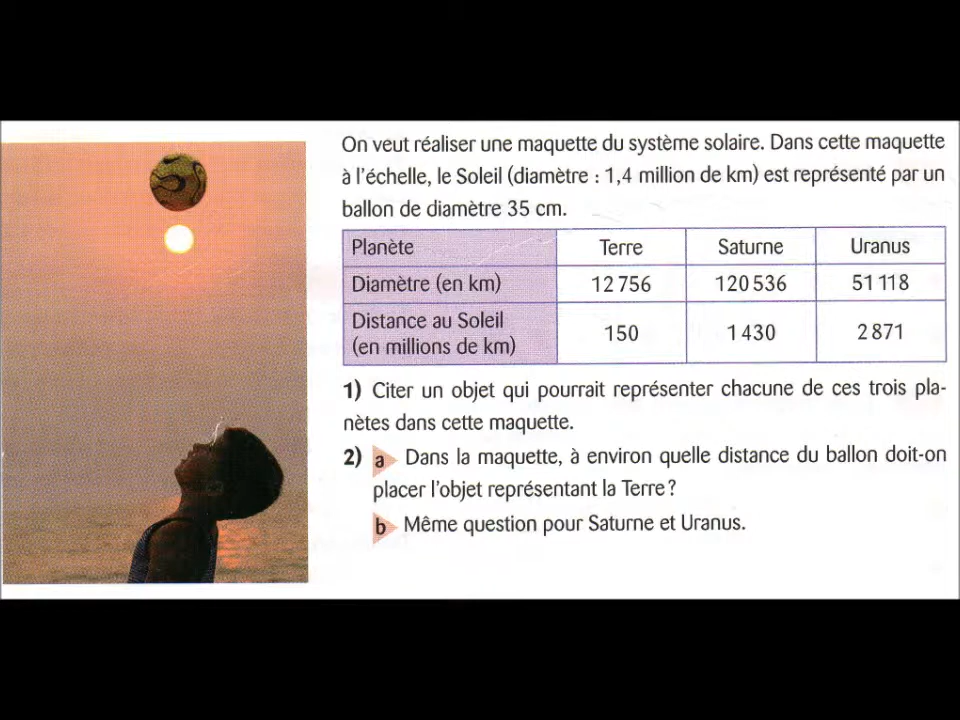 On veut réaliser une maquette du système solaire. Dans cette maquette
à l'échelle, le Soleil (diamètre : 1,4 million de km) est représenté par un
ballon de diamètre 35 cm.
Planète Terre Saturne Uranus
Diamètre (en km) 12 756 120 536 51 118
Distance au Soleil
(en millions de km) 150 1 430 2 871
1) Citer un objet qui pourrait représenter chacune de ces trois pla-
nètes dans cette maquette.
2) a Dans la maquette, à environ quelle distance du ballon doit-on
placer l'objet représentant la Terre ?
b Même question pour Saturne et Uranus.